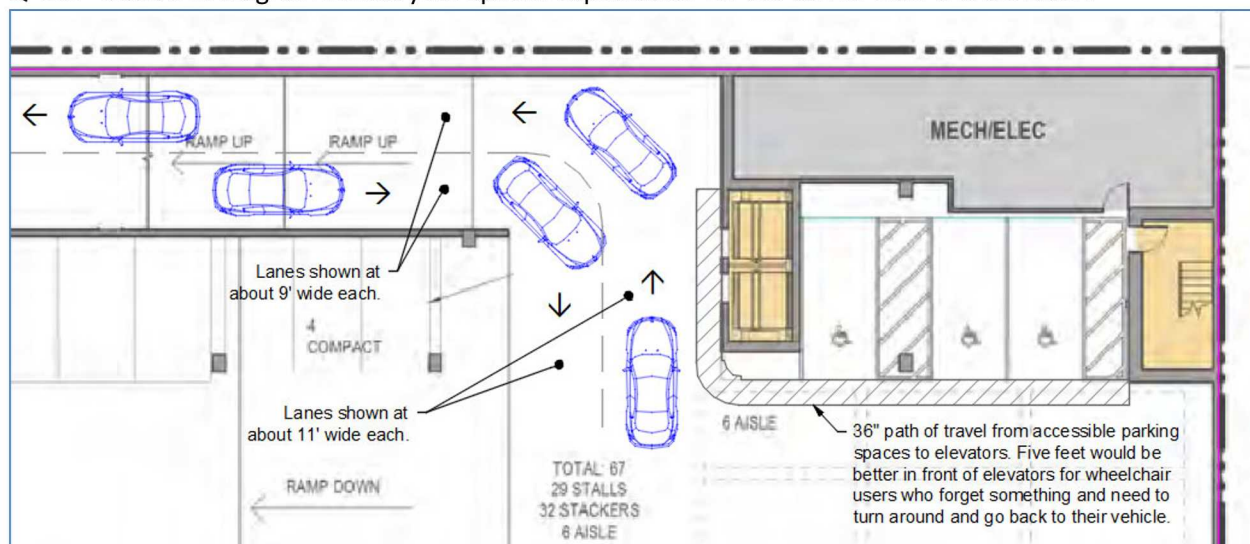 MECH/ELEC
RAMP UP
RAMP UP
Lanes shown at
about 9' wide each.
4
COMPACT
Lanes shown at
about 11' wide each.
6 AISLE
36" path of travel from accessible parking
spaces to elevators. Five feet would be
better in front of elevators for wheelchair
users who forget something and need to
turn around and go back to their vehicle.
TOTAL: 67
29 STALLS
32 STACKERS
6 AISLE
RAMP DOWN